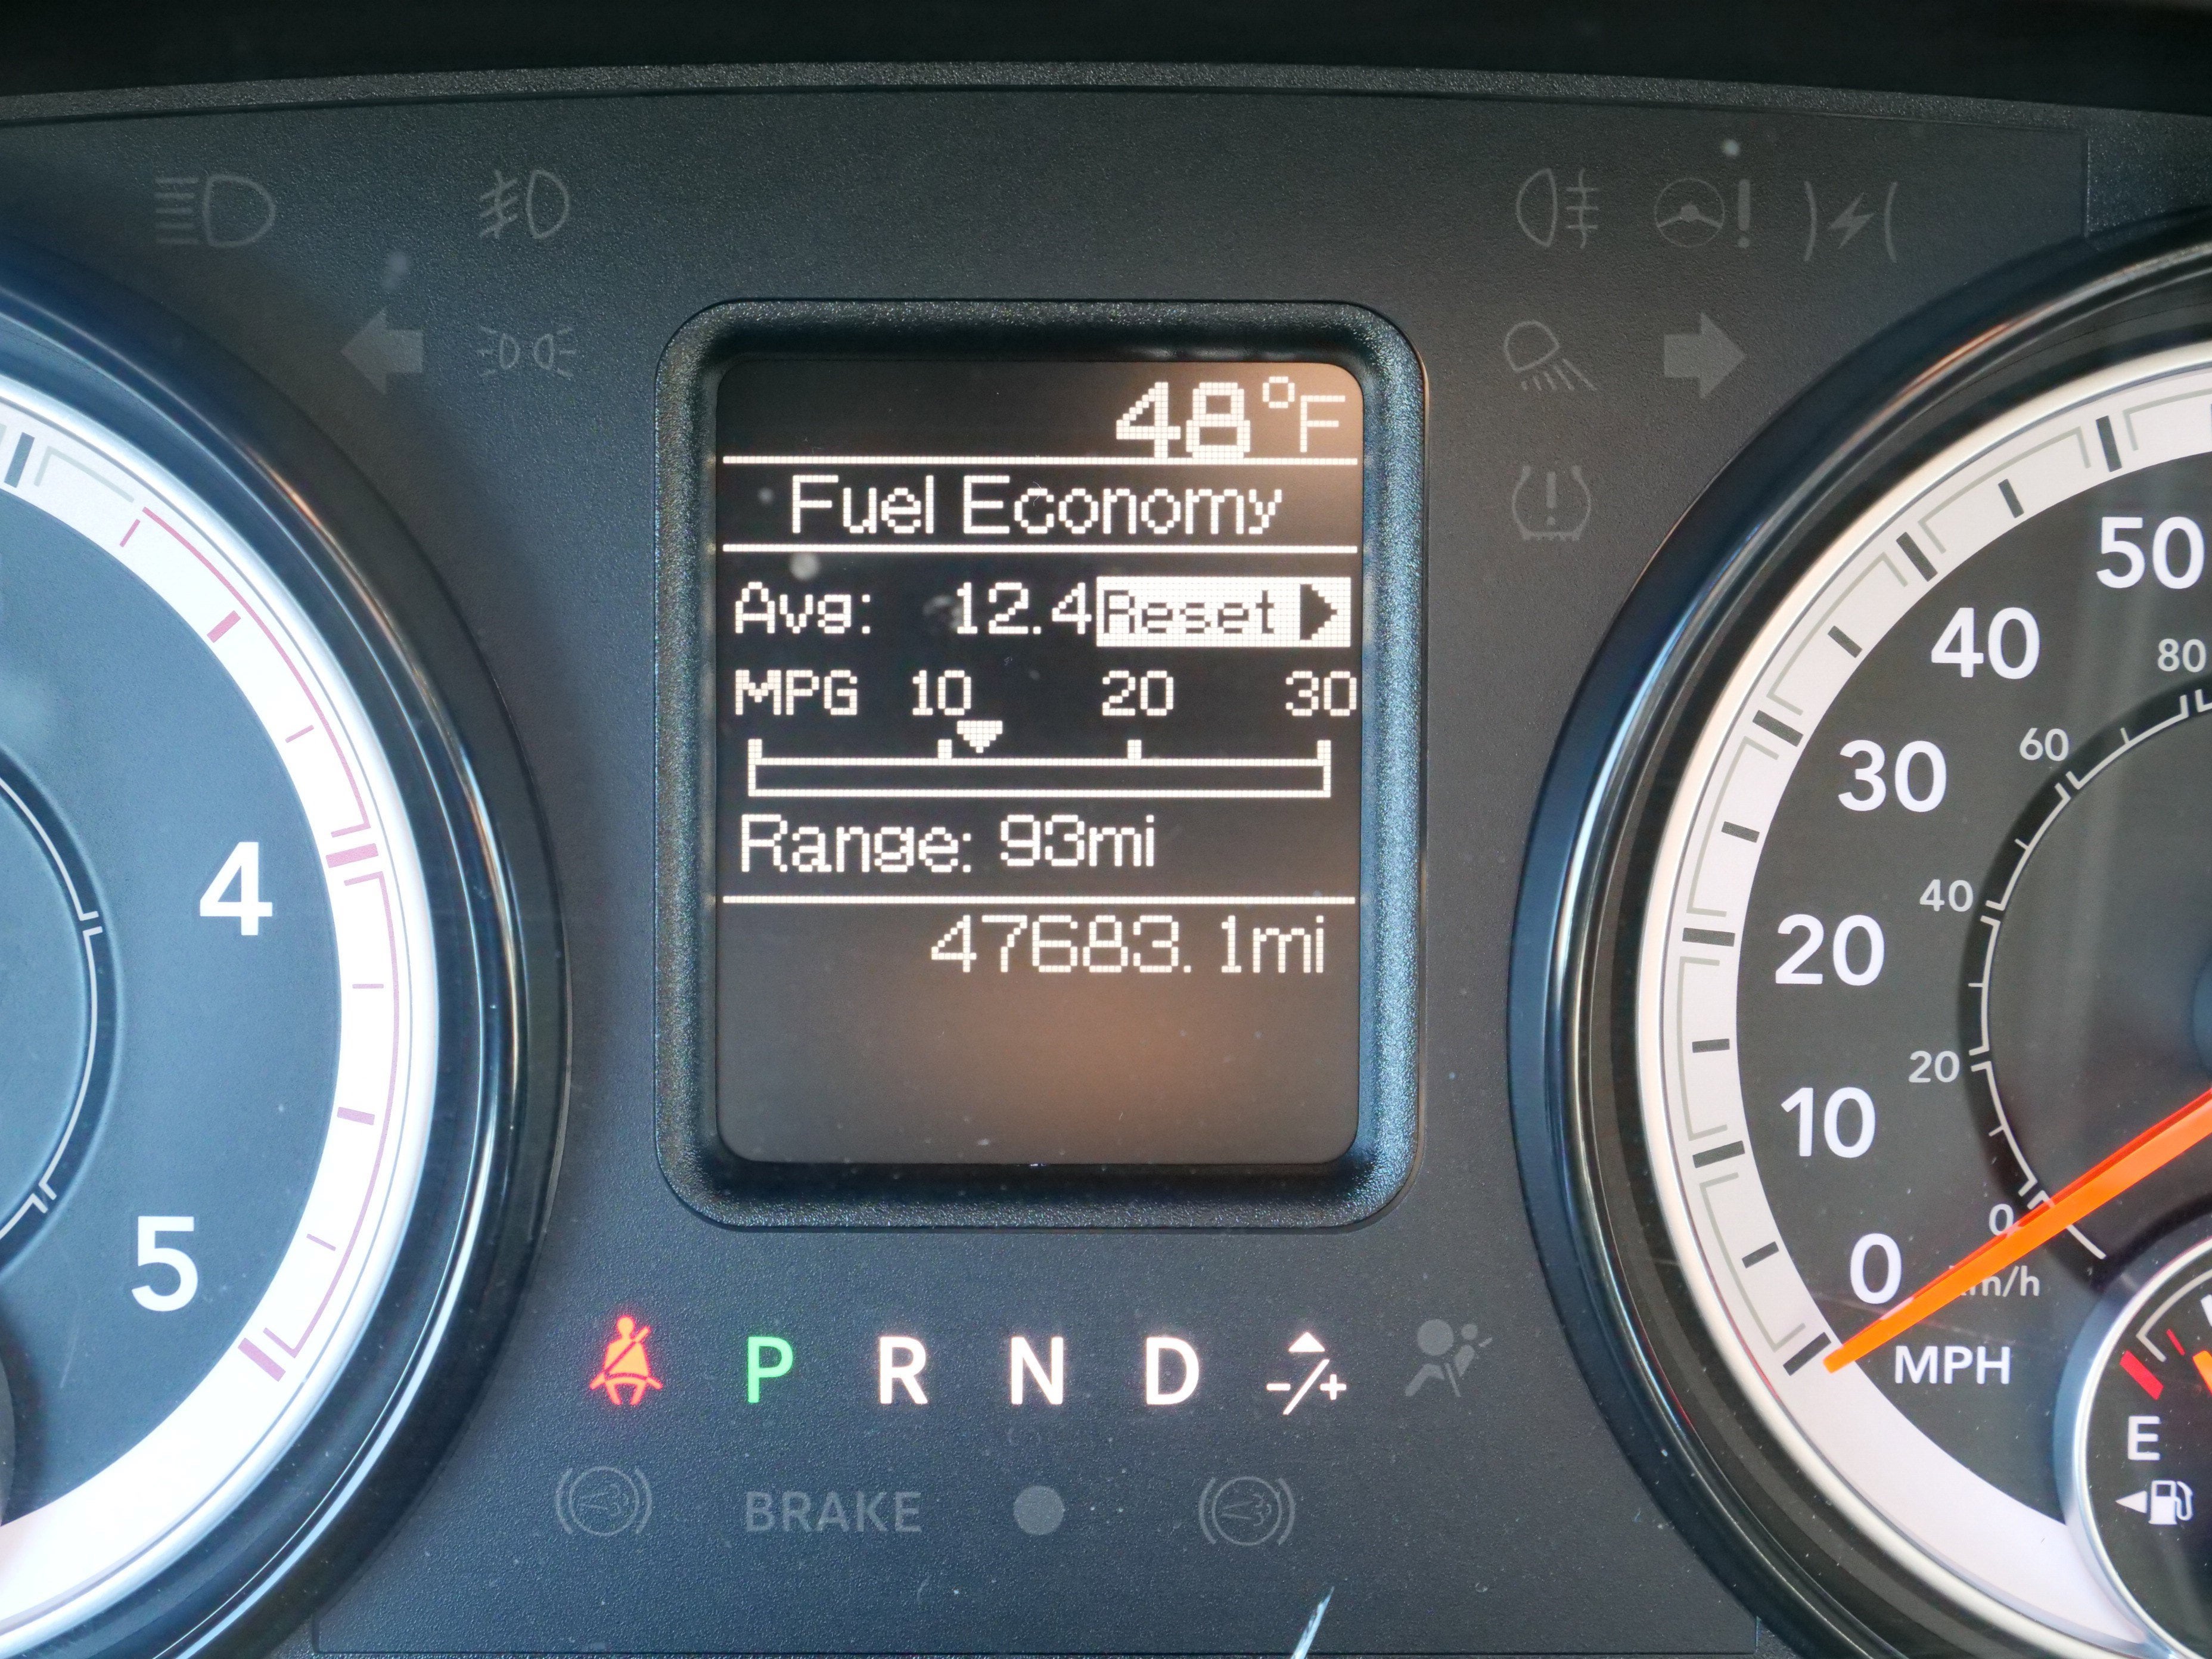 48°F
Fuel Economy
Avg: 12.4 Reset
MPG 10 20 30
Range: 93mi
47683.1mi
4
5
50
40
30
20
10
0
MPH
80
60
40
20
0
P R N D -/+
BRAKE
E